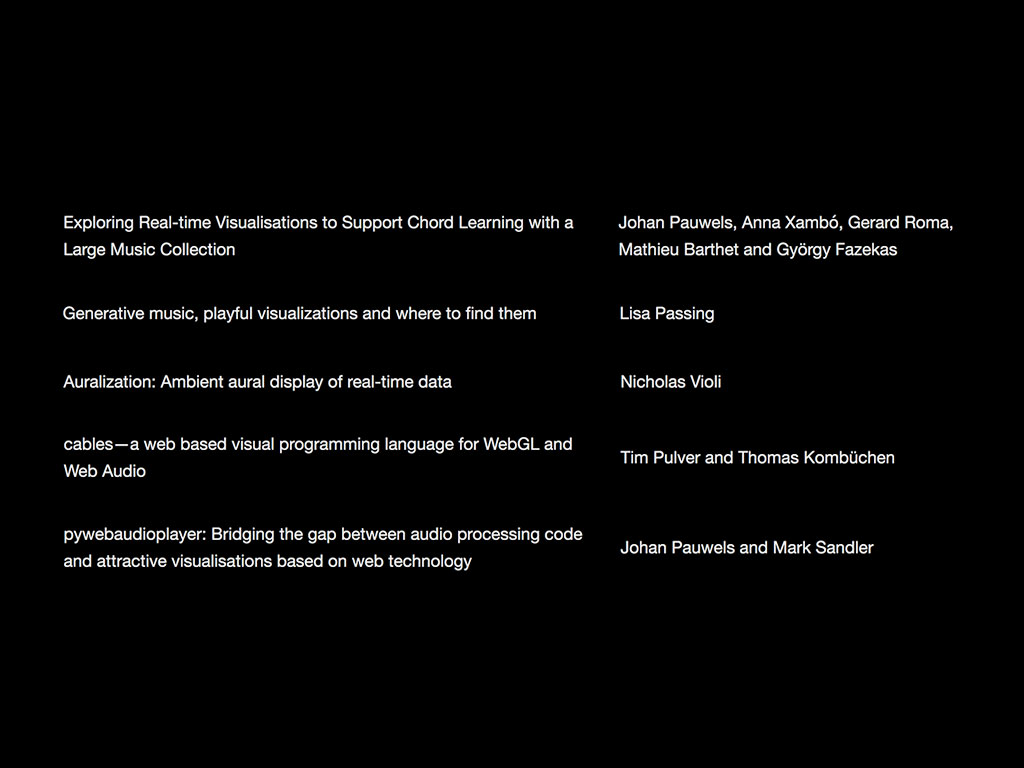 Exploring Real-time Visualisations to Support Chord Learning with a
Large Music Collection
Johan Pauwels, Anna Xambó, Gerard Roma,
Mathieu Barthet and György Fazekas
Generative music, playful visualizations and where to find them
Lisa Passing
Auralization: Ambient aural display of real-time data
Nicholas Violi
cables—a web based visual programming language for WebGL and
Web Audio
Tim Pulver and Thomas Kombüchen
pywebaudioplayer: Bridging the gap between audio processing code
and attractive visualisations based on web technology
Johan Pauwels and Mark Sandler